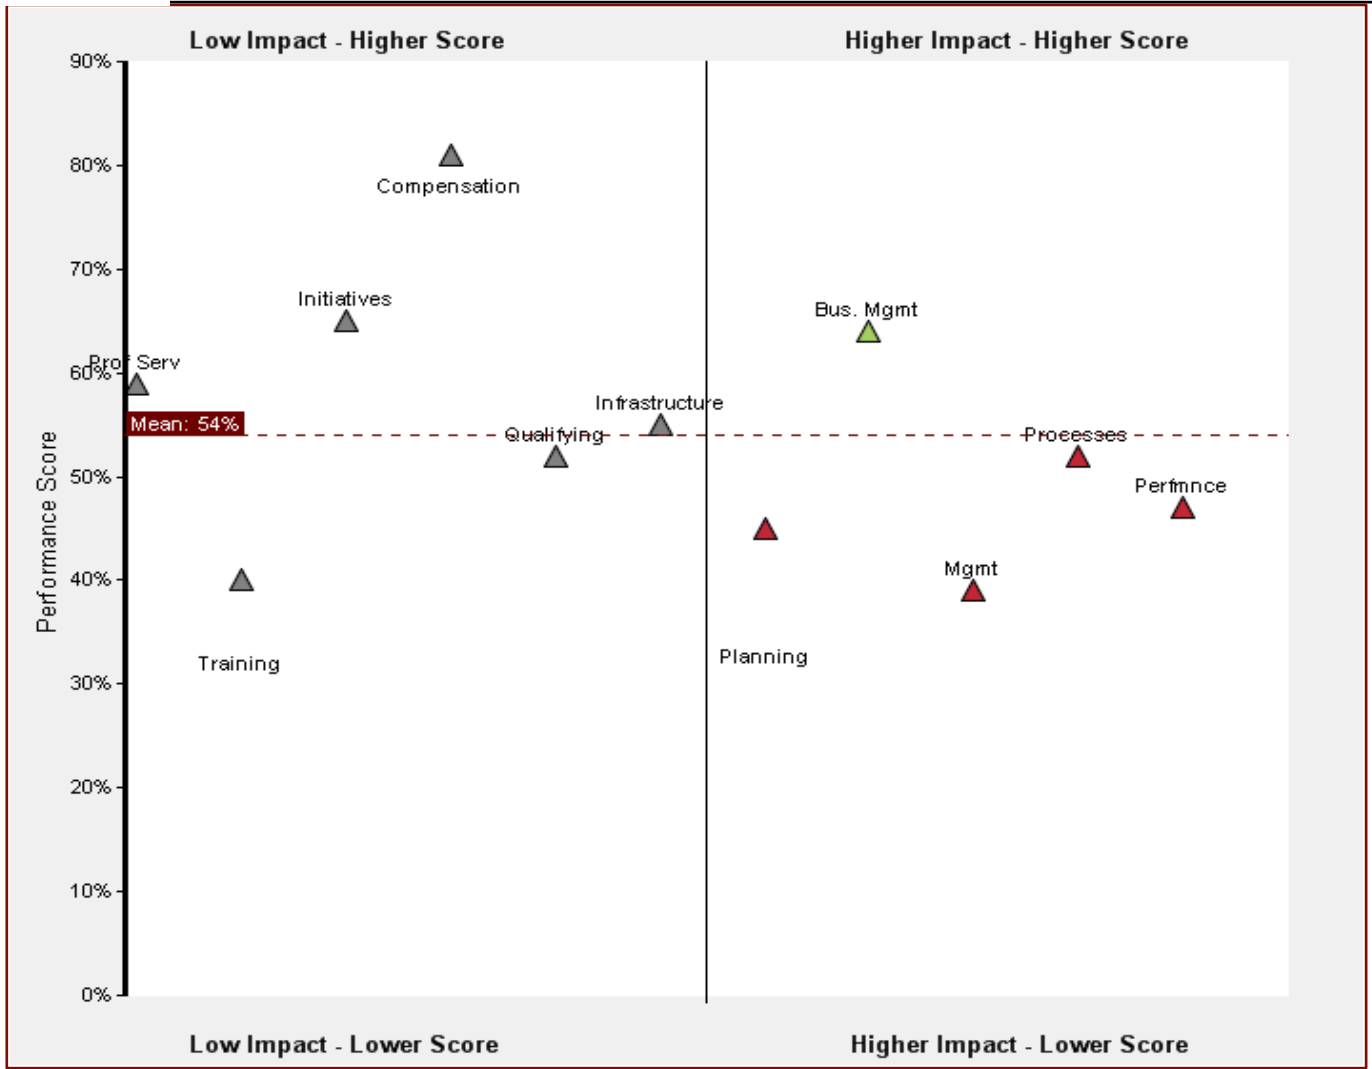 Low Impact - Higher Score
Higher Impact - Higher Score
90%
80%
Compensation
70%
Initiatives
Bus. Mgmt
Prof Serv
60%
Infrastructure
Mean: 54%
Qualifying
Processes
50%
Perfmnce
Performance Score
40%
Mgmt
Training
Planning
30%
20%
10%
0%
Low Impact - Lower Score
Higher Impact - Lower Score